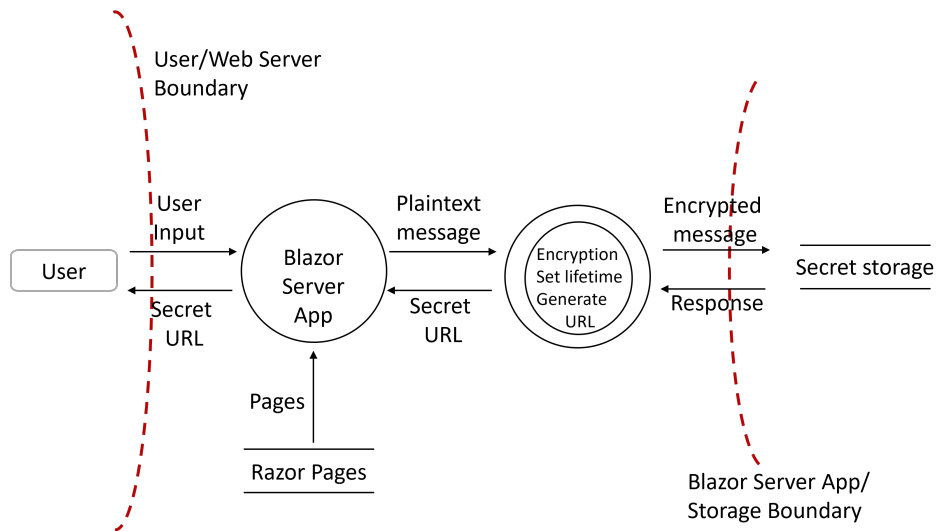 User/Web Server
Boundary
User
Input
Plaintext
message
Encrypted
message
User
Blazor
Server
App
Encryption
Set lifetime
Generate
URL
Secret storage
Secret
URL
Secret
URL
Response
Pages
Razor Pages
Blazor Server App/
Storage Boundary